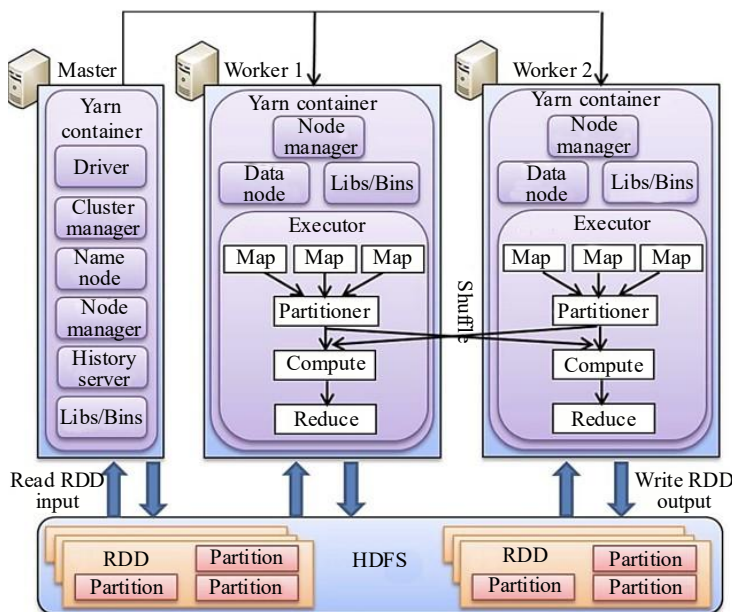 Master
Yarn
container
Driver
Cluster
manager
Name
node
Node
manager
History
server
Libs/Bins
Worker 1
Yarn container
Node
manager
Data
node
Libs/Bins
Executor
Map
Map
Map
Partitioner
Compute
Reduce
Shuffle
Worker 2
Yarn container
Node
manager
Data
node
Libs/Bins
Executor
Map
Map
Map
Partitioner
Compute
Reduce
Read RDD
input
Write RDD
output
RDD
Partition
Partition
Partition
HDFS
RDD
Partition
Partition
Partition